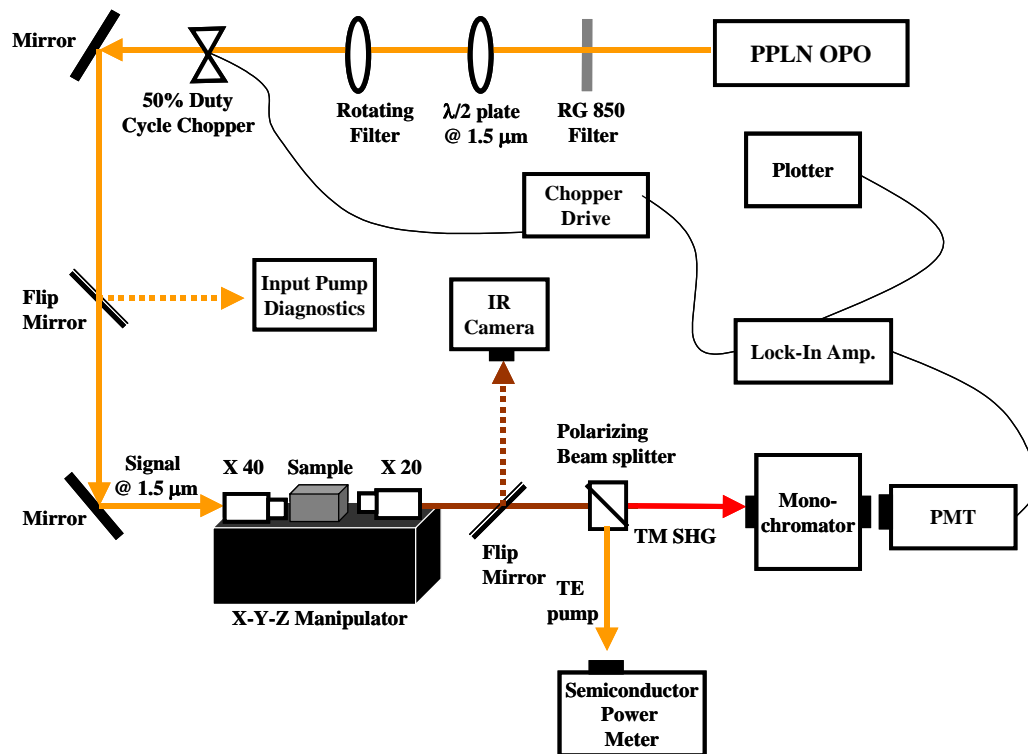 Mirror
50% Duty
Cycle Chopper
Rotating
Filter
λ/2 plate
@ 1.5 μm
RG 850
Filter
PPLN OPO
Plotter
Chopper
Drive
Flip
Mirror
Input Pump
Diagnostics
IR
Camera
Lock-In Amp.
Signal
@ 1.5 μm
Mirror
X 40
Sample
X 20
X-Y-Z Manipulator
Flip
Mirror
Polarizing
Beam splitter
TM SHG
TE
pump
Mono-
chromator
PMT
Semiconductor
Power
Meter